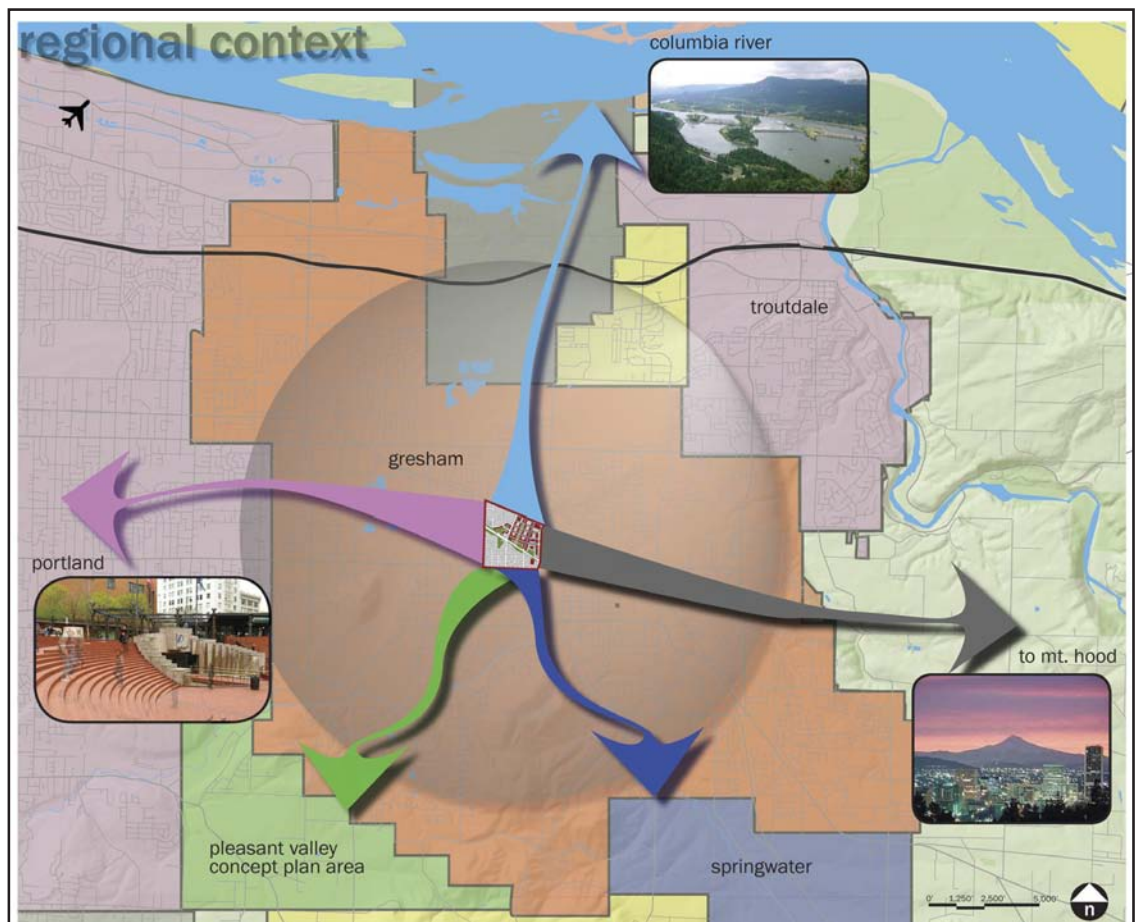 regional context
columbia river
troutdale
gresham
portland
to mt. hood
pleasant valley
concept plan area
springwater
0' 1,250' 2,500' 5,000'
n